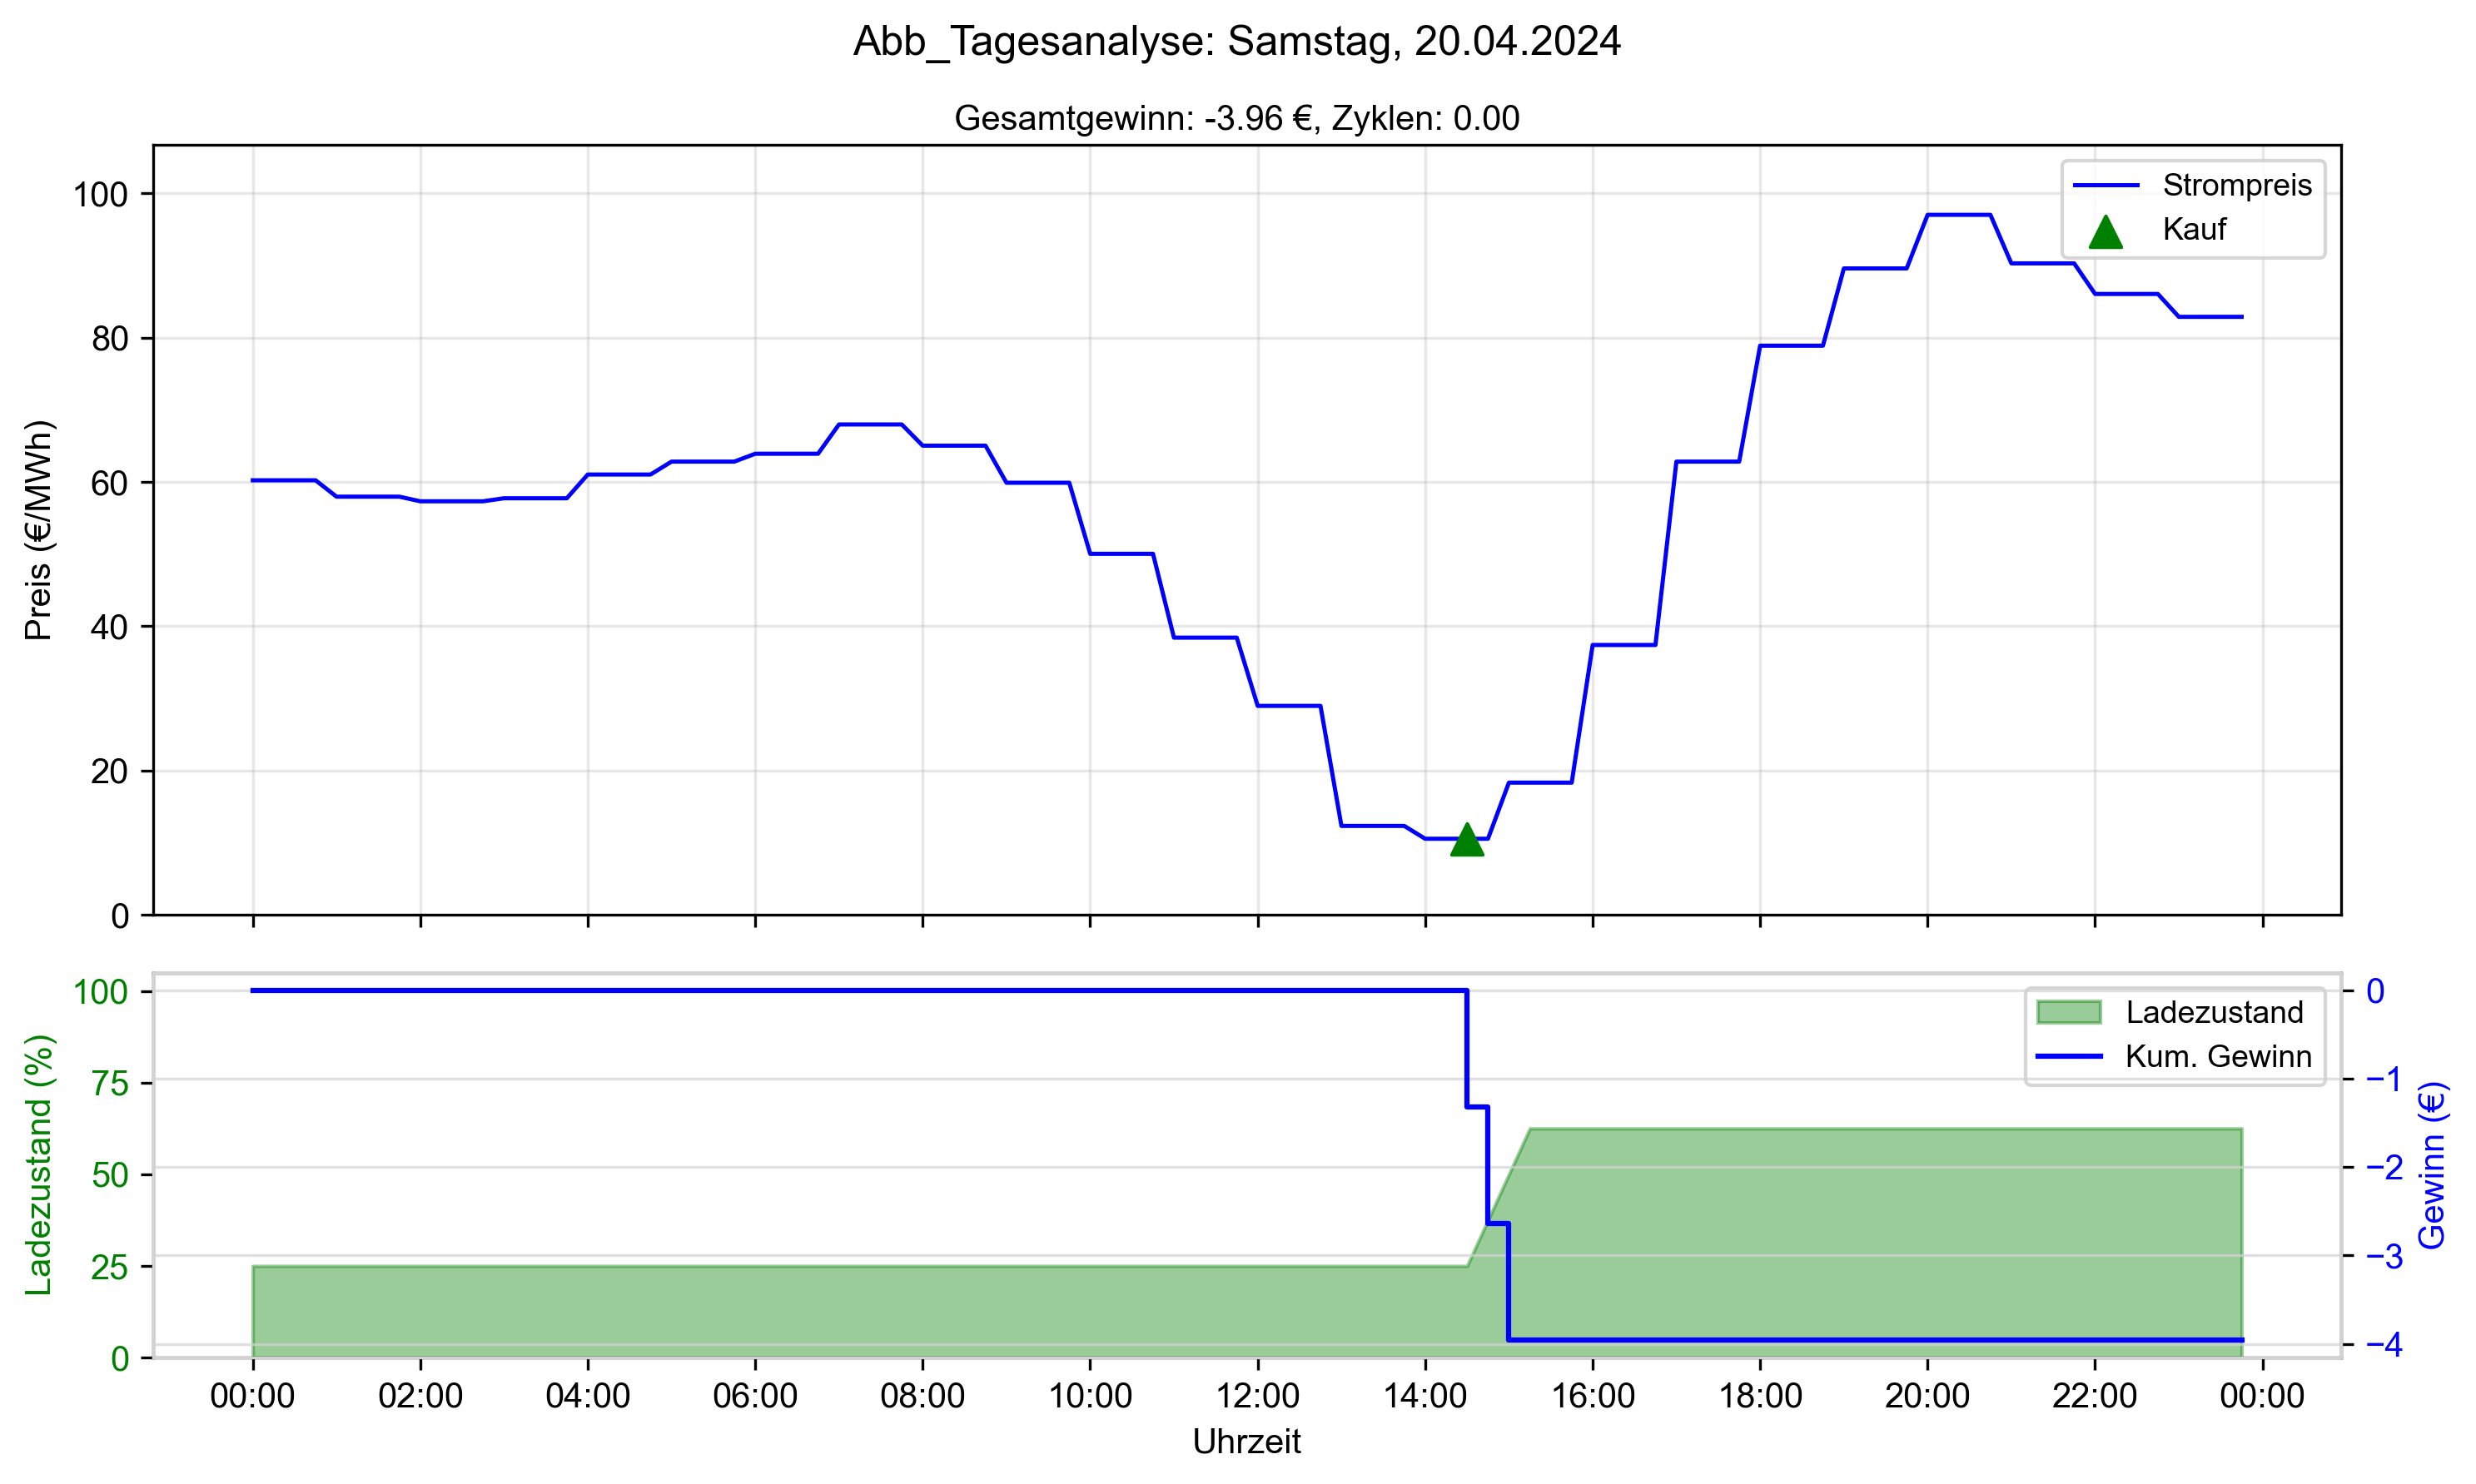 Abb_Tagesanalyse: Samstag, 20.04.2024
Gesamtgewinn: -3.96 €, Zyklen: 0.00
Preis (€/MWh)
100
80
60
40
20
0
Strompreis
Kauf
Ladezustand (%)
100
75
50
25
0
Ladezustand
Kum. Gewinn
0
−1
−2
−3
−4
Gewinn (€)
00:00 02:00 04:00 06:00 08:00 10:00 12:00 14:00 16:00 18:00 20:00 22:00 00:00
Uhrzeit